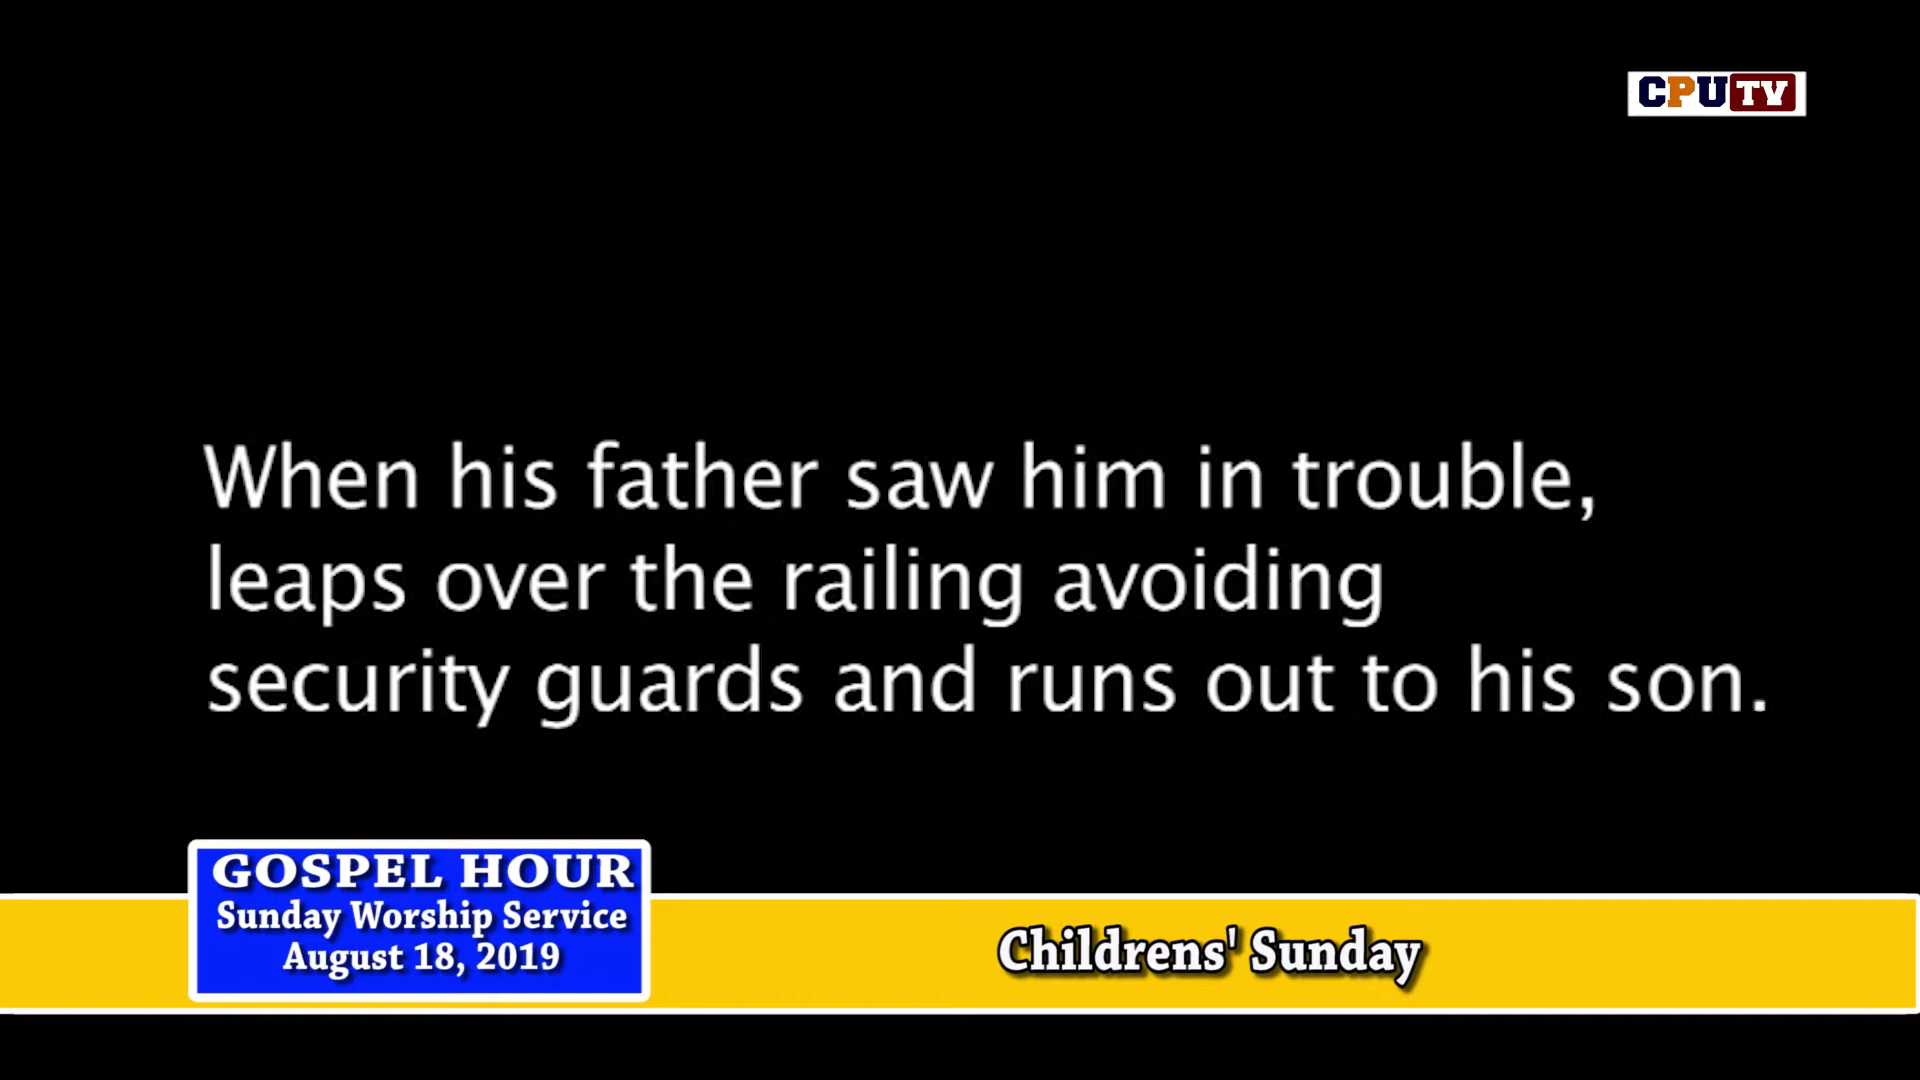 CPUTV
When his father saw him in trouble,
leaps over the railing avoiding
security guards and runs out to his son.
GOSPEL HOUR
Sunday Worship Service
August 18, 2019
Childrens' Sunday